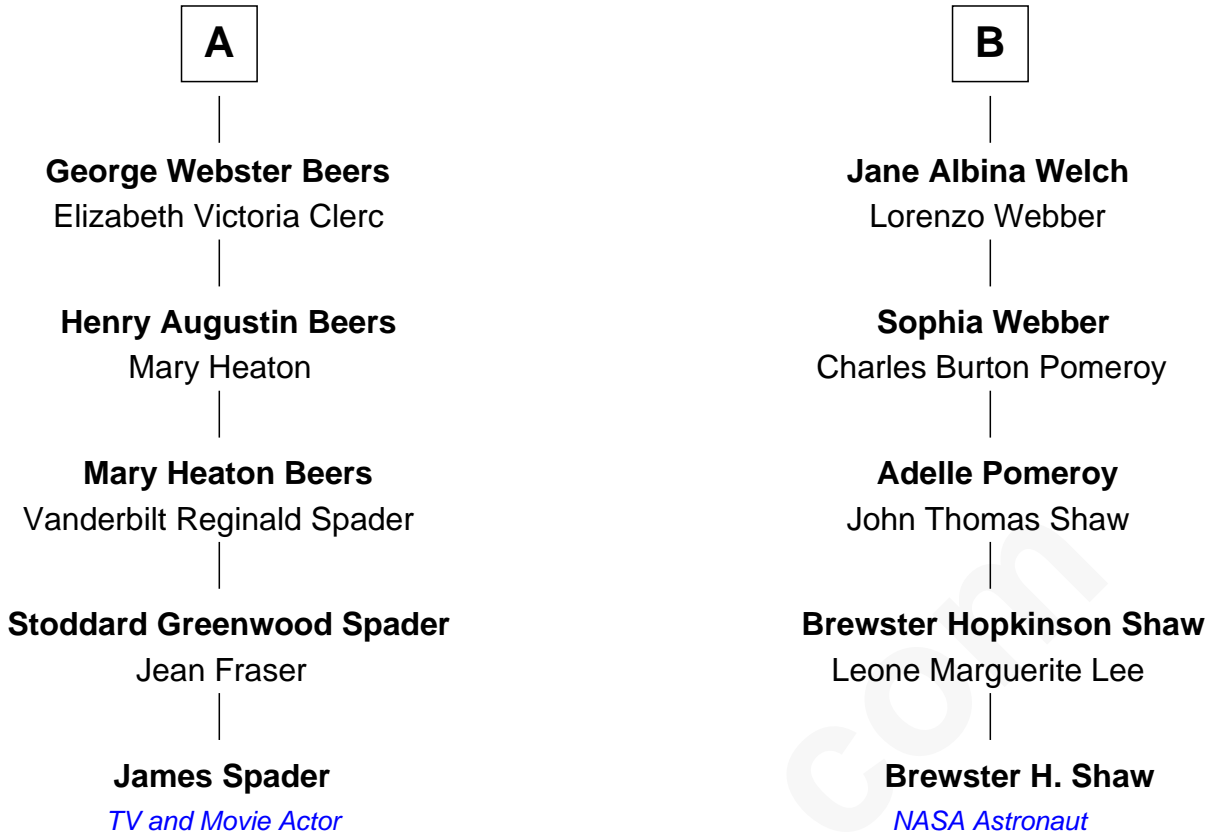 A
George Webster Beers
Elizabeth Victoria Clerc
Henry Augustin Beers
Mary Heaton
Mary Heaton Beers
Vanderbilt Reginald Spader
Stoddard Greenwood Spader
Jean Fraser
James Spader
TV and Movie Actor
B
Jane Albina Welch
Lorenzo Webber
Sophia Webber
Charles Burton Pomeroy
Adelle Pomeroy
John Thomas Shaw
Brewster Hopkinson Shaw
Leone Marguerite Lee
Brewster H. Shaw
NASA Astronaut
com